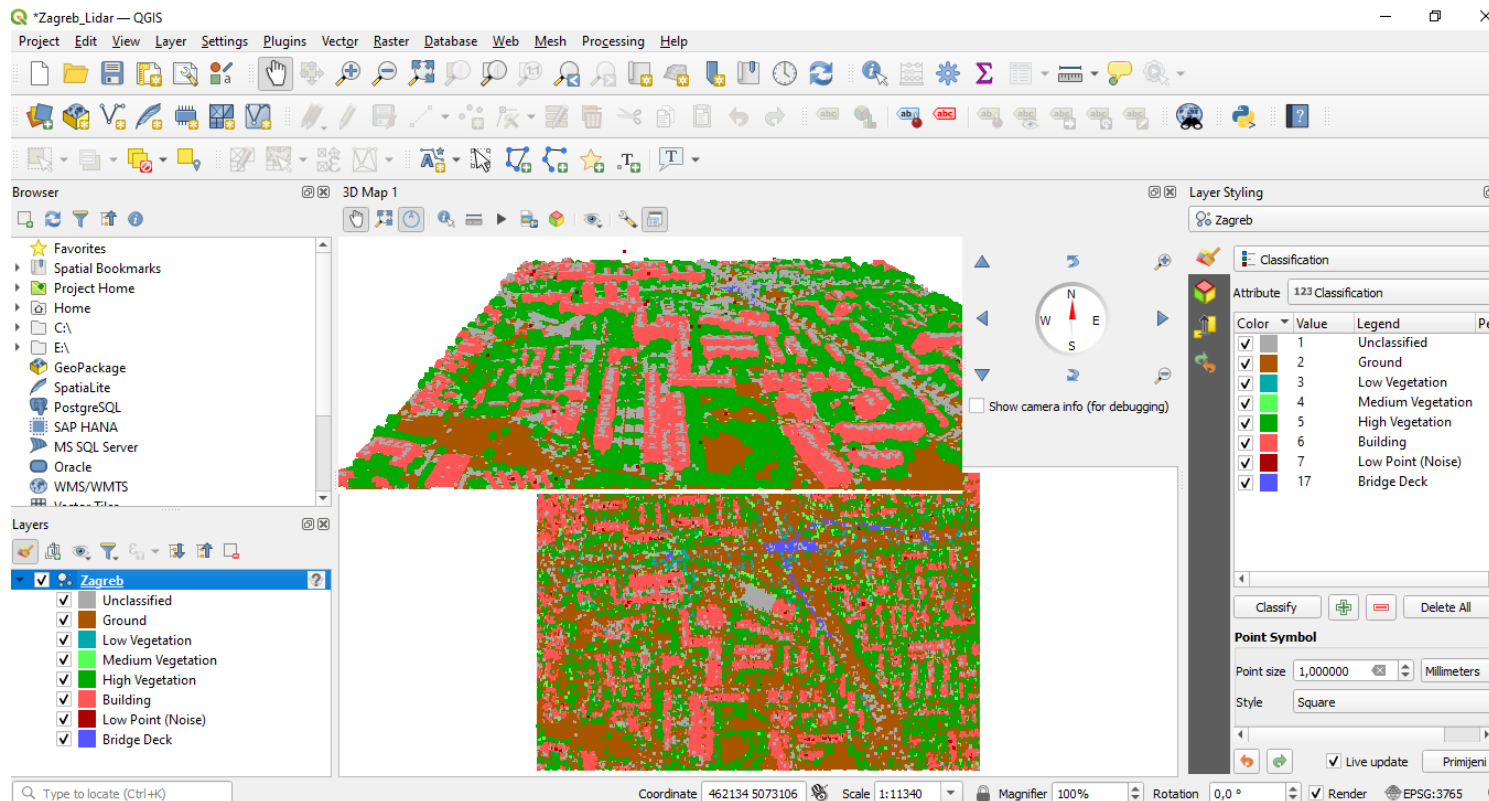 *Zagreb_Lidar — QGIS
Project Edit View Layer Settings Plugins Vector Raster Database Web Mesh Processing Help
Browser
Favorites
Spatial Bookmarks
Project Home
Home
C:\
E:\
GeoPackage
SpatiaLite
PostgreSQL
SAP HANA
MS SQL Server
Oracle
WMS/WMTS
Layers
Zagreb
Unclassified
Ground
Low Vegetation
Medium Vegetation
High Vegetation
Building
Low Point (Noise)
Bridge Deck
3D Map 1
N
W E
S
Show camera info (for debugging)
Layer Styling
Zagreb
Classification
Attribute 123 Classification
Color Value Legend Pe
1 Unclassified
2 Ground
3 Low Vegetation
4 Medium Vegetation
5 High Vegetation
6 Building
7 Low Point (Noise)
17 Bridge Deck
Classify Delete All
Point Symbol
Point size 1,000000 Millimeters
Style Square
Live update Primijeni
Type to locate (Ctrl+K) Coordinate 462134 5073106 Scale 1:11340 Magnifier 100% Rotation 0,0 ° Render EPSG:3765